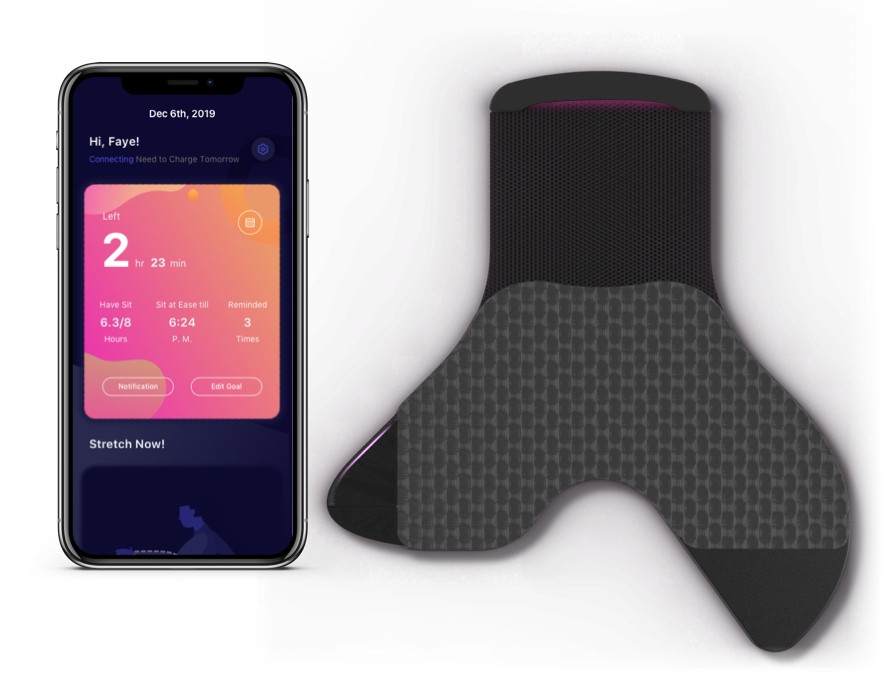 Dec 6th, 2019
Hi, Faye!
Connecting Need to Charge Tomorrow
Left
2 hr 23 min
Have Sit Sit at Ease till Reminded
6.3/8 6:24 3
Hours P. M. Times
Notification Edit Goal
Stretch Now!